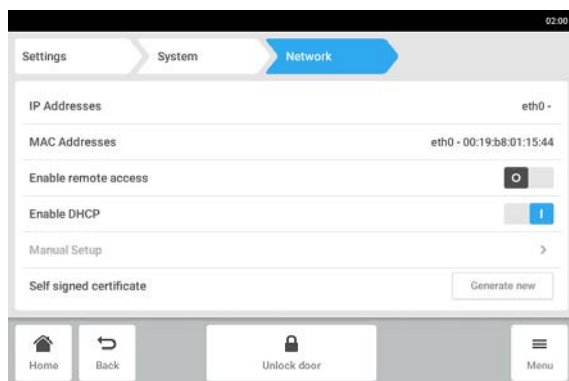 02:00
Settings System Network
IP Addresses eth0 -
MAC Addresses eth0 - 00:19:b8:01:15:44
Enable remote access O
Enable DHCP I
Manual Setup >
Self signed certificate Generate new
Home Back Unlock door Menu